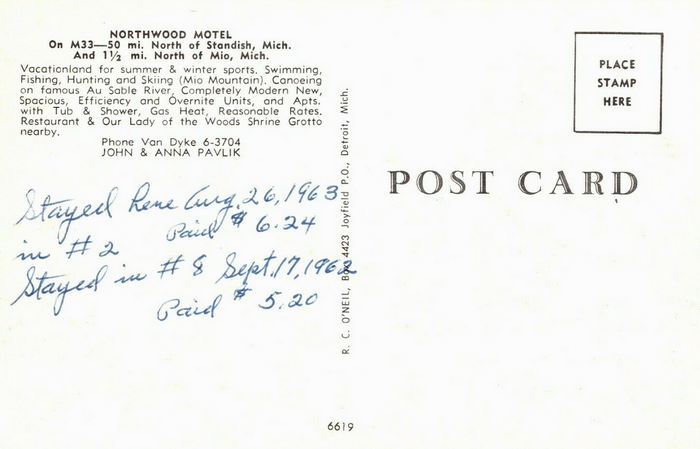 NORTHWOOD MOTEL
On M33—50 mi. North of Standish, Mich.
And 1½ mi. North of Mio, Mich.
Vacationland for summer & winter sports. Swimming,
Fishing, Hunting and Skiing (Mio Mountain). Canoeing
on famous Au Sable River, Completely Modern New,
Spacious, Efficiency and Overnite Units, and Apts.
with Tub & Shower, Gas Heat, Reasonable Rates.
Restaurant & Our Lady of the Woods Shrine Grotto
nearby.
Phone Van Dyke 6-3704
JOHN & ANNA PAVLIK
Stayed here Aug. 26, 1963
in # 2 Paid $ 6.24
Stayed in # 8 Sept. 17, 1962
Paid $ 5.20
R. C. O'NEIL, Box 4423 Joyfield P.O., Detroit, Mich.
PLACE
STAMP
HERE
POST CARD
6619